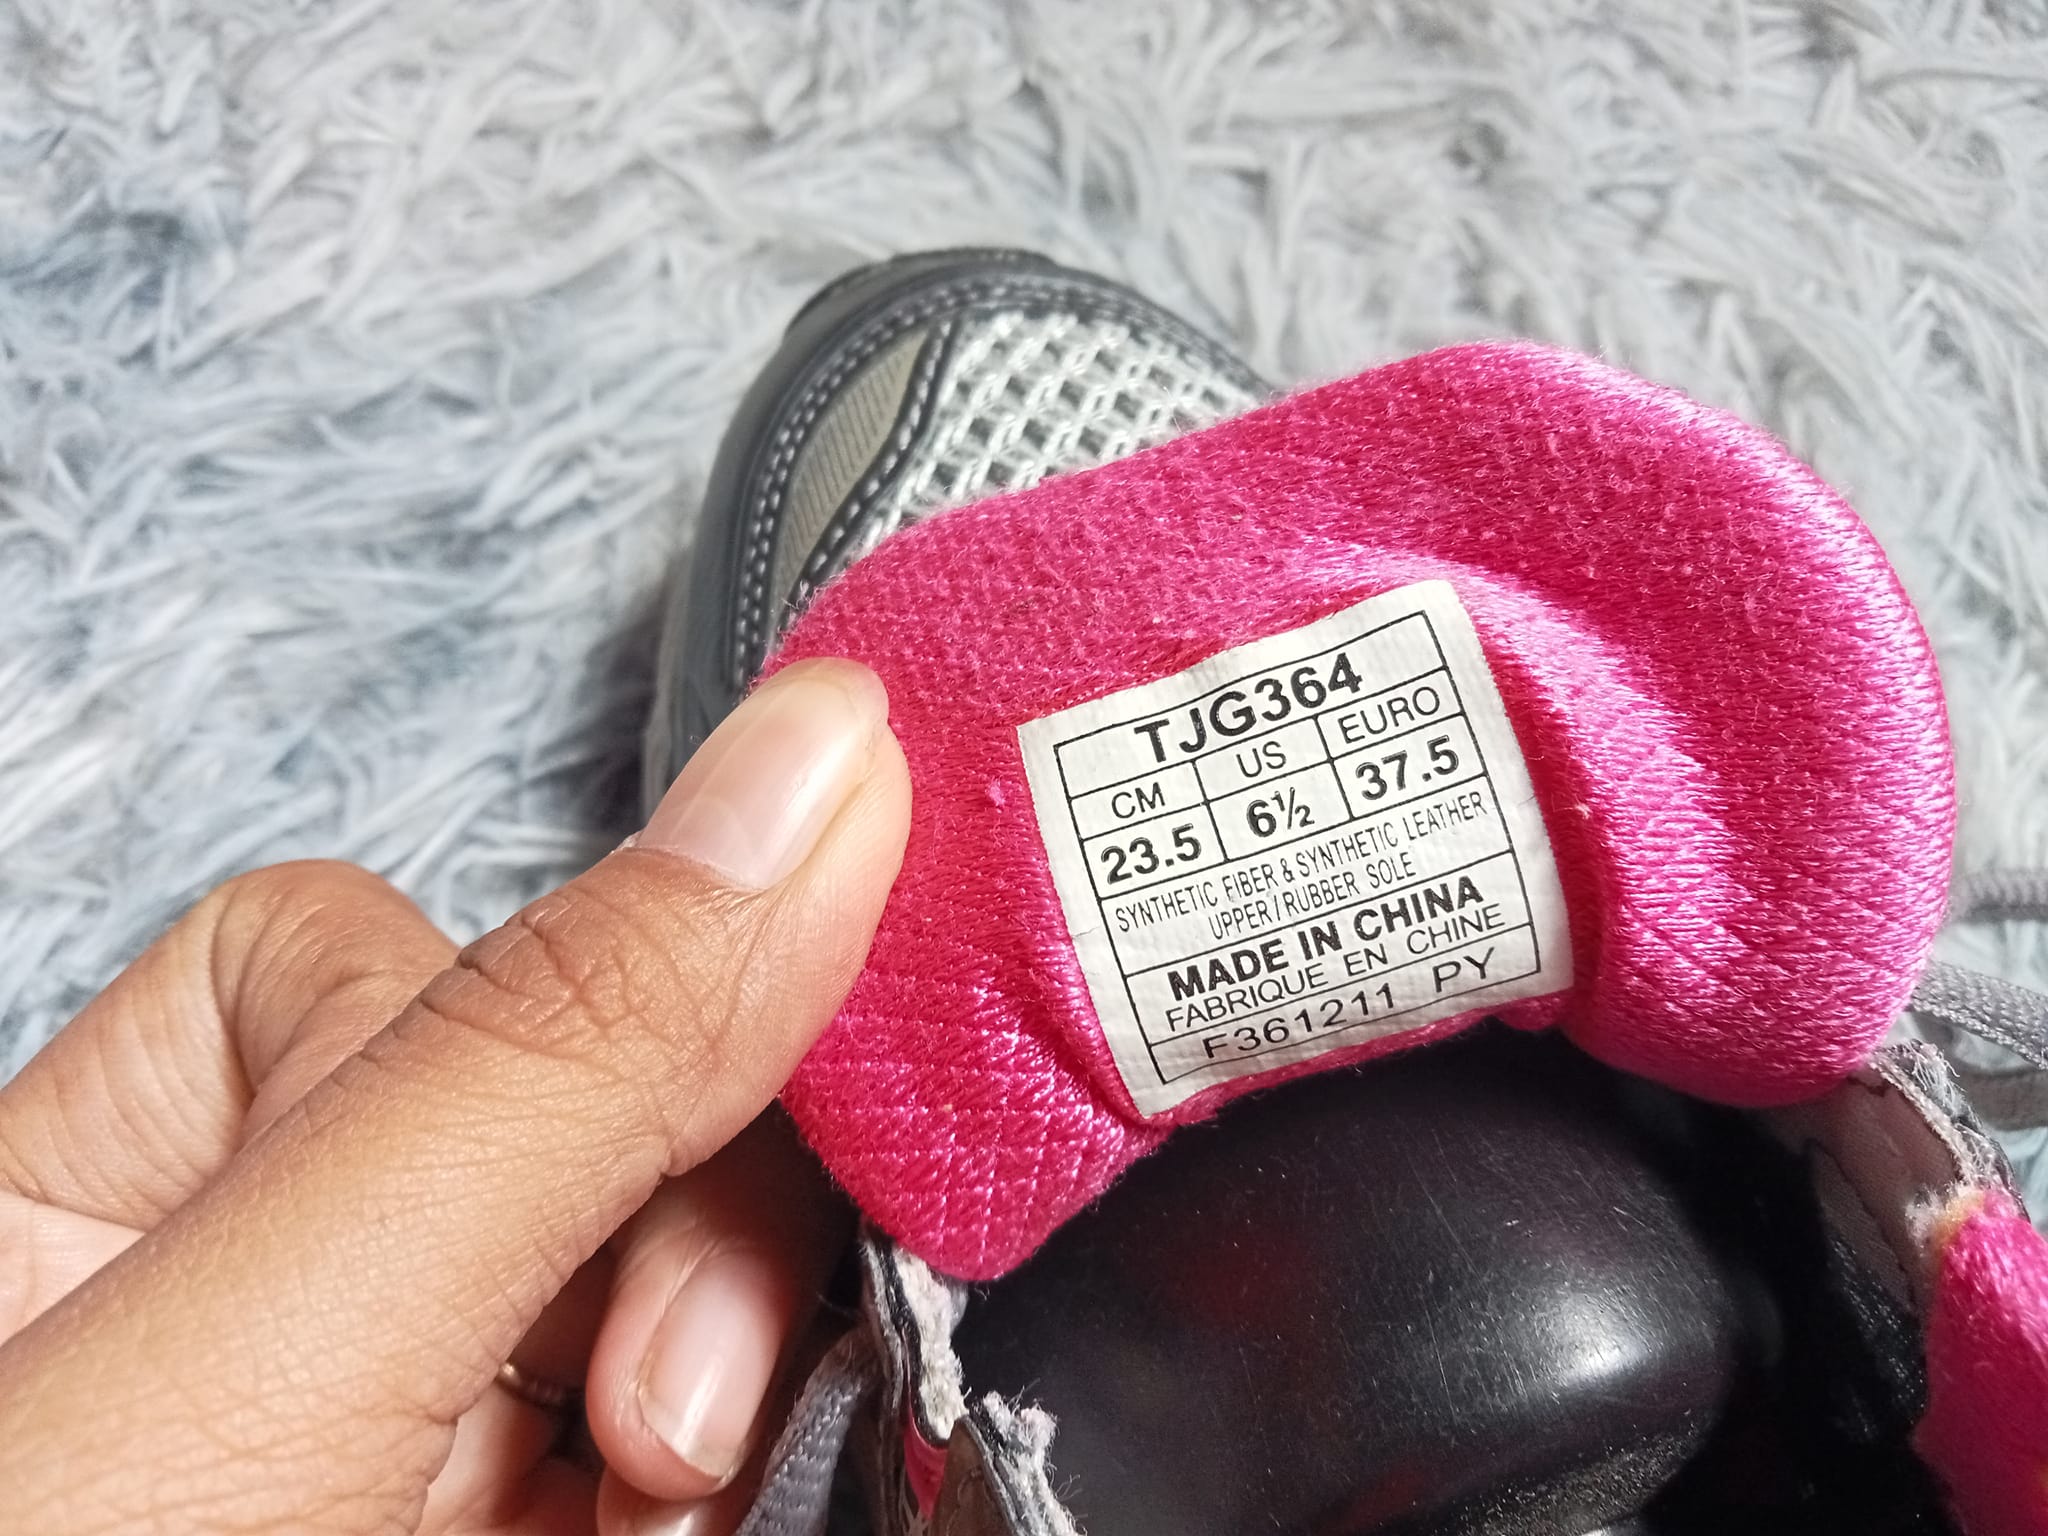 TJG364
CM US EURO
23.5 6½ 37.5
SYNTHETIC FIBER & SYNTHETIC LEATHER
UPPER/RUBBER SOLE
MADE IN CHINA
FABRIQUE EN CHINE
F361211 PY